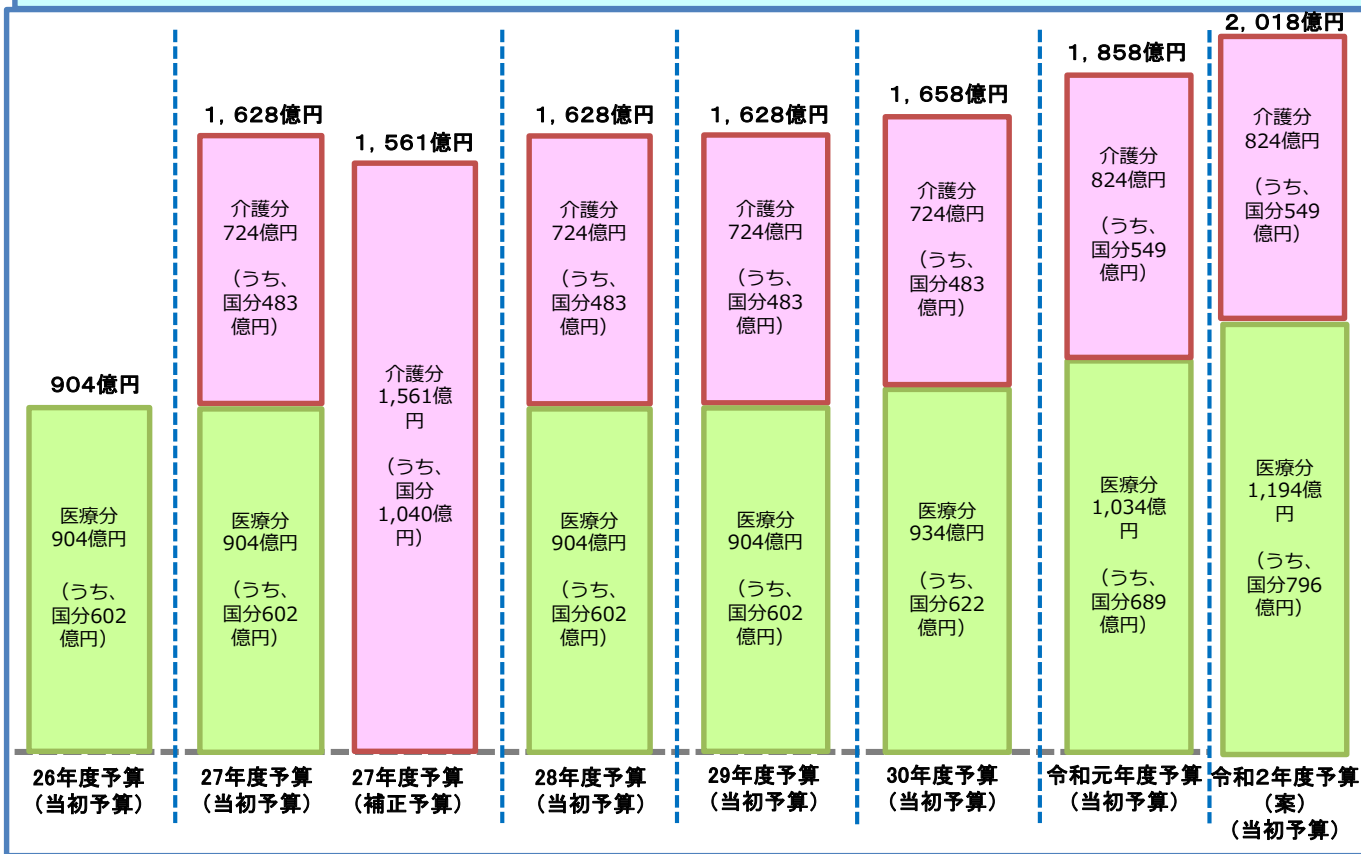 904億円
医療分
904億円
（うち、
国分602
億円）
26年度予算
（当初予算）
1，628億円
介護分
724億円
（うち、
国分483
億円）
医療分
904億円
（うち、
国分602
億円）
27年度予算
（当初予算）
1，561億円
介護分
1,561億
円
（うち、
国分
1,040億
円）
27年度予算
（補正予算）
1，628億円
介護分
724億円
（うち、
国分483
億円）
医療分
904億円
（うち、
国分602
億円）
28年度予算
（当初予算）
1，628億円
介護分
724億円
（うち、
国分483
億円）
医療分
904億円
（うち、
国分602
億円）
29年度予算
（当初予算）
1，658億円
介護分
724億円
（うち、
国分483
億円）
医療分
934億円
（うち、
国分622
億円）
30年度予算
（当初予算）
1，858億円
介護分
824億円
（うち、
国分549
億円）
医療分
1,034億
円
（うち、
国分689
億円）
令和元年度予算
（当初予算）
2，018億円
介護分
824億円
（うち、
国分549
億円）
医療分
1,194億
円
（うち、
国分796
億円）
令和２年度予算
（案）
（当初予算）